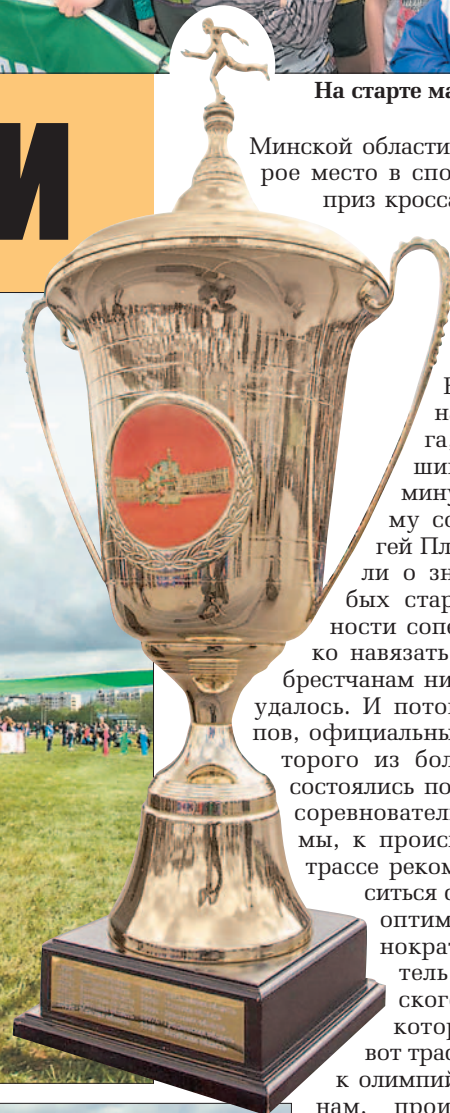 На старте ма
И
Минской области
рое место в спо
приз кросса
н
га,
ши
мину
му со
гей Пл
ли о зн
бых стар
ности сопе
ко навязать
брестчанам ни
удалось. И пото
пов, официальны
торого из бол
состоялись по
соревновател
мы, к проис
трассе реком
ситься с
оптим
нократ
тель
ского
котор
вот трас
к олимпий
нам, прои